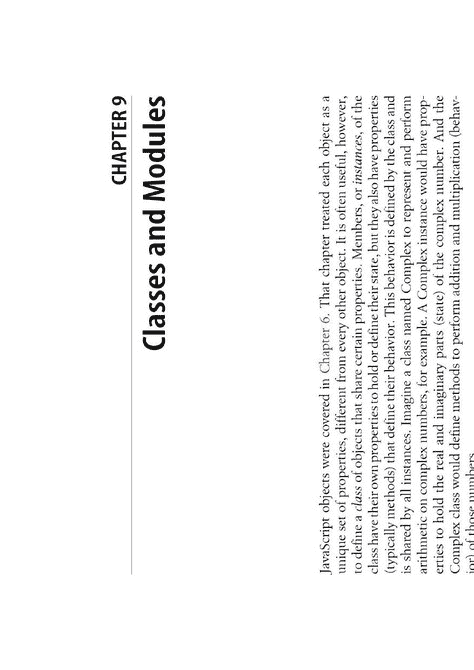 CHAPTER 9
Classes and Modules
JavaScript objects were covered in Chapter 6. That chapter treated each object as a
unique set of properties, different from every other object. It is often useful, however,
to define a class of objects that share certain properties. Members, or instances, of the
class have their own properties to hold or define their state, but they also have properties
(typically methods) that define their behavior. This behavior is defined by the class and
is shared by all instances. Imagine a class named Complex to represent and perform
arithmetic on complex numbers, for example. A Complex instance would have prop-
erties to hold the real and imaginary parts (state) of the complex number. And the
Complex class would define methods to perform addition and multiplication (behav-
ior) of those numbers